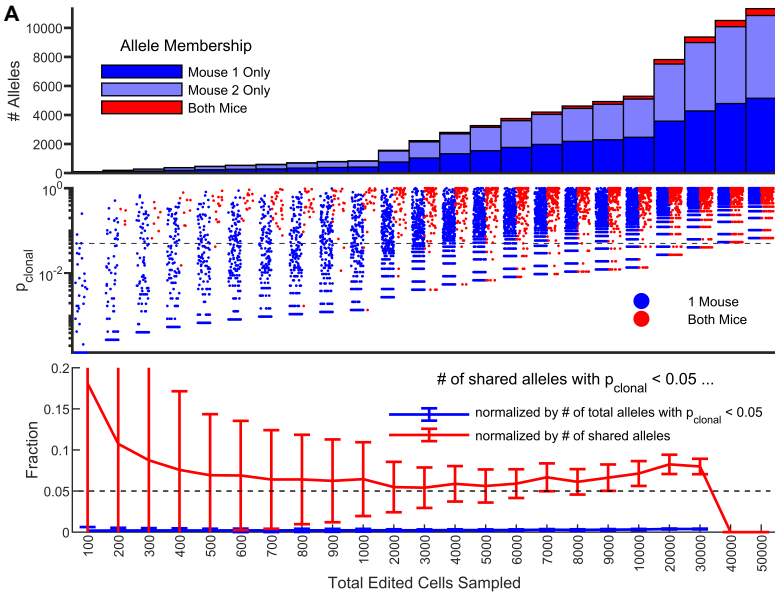 A
10000
8000
6000
4000
2000
0
# Alleles
Allele Membership
Mouse 1 Only
Mouse 2 Only
Both Mice
10^0
10^-2
p_clonal
1 Mouse
Both Mice
0.2
0.15
0.1
0.05
0
Fraction
# of shared alleles with p_clonal < 0.05 ...
normalized by # of total alleles with p_clonal < 0.05
normalized by # of shared alleles
100 200 300 400 500 600 700 800 900 1000 2000 3000 4000 5000 6000 7000 8000 9000 10000 20000 30000 40000 50000
Total Edited Cells Sampled